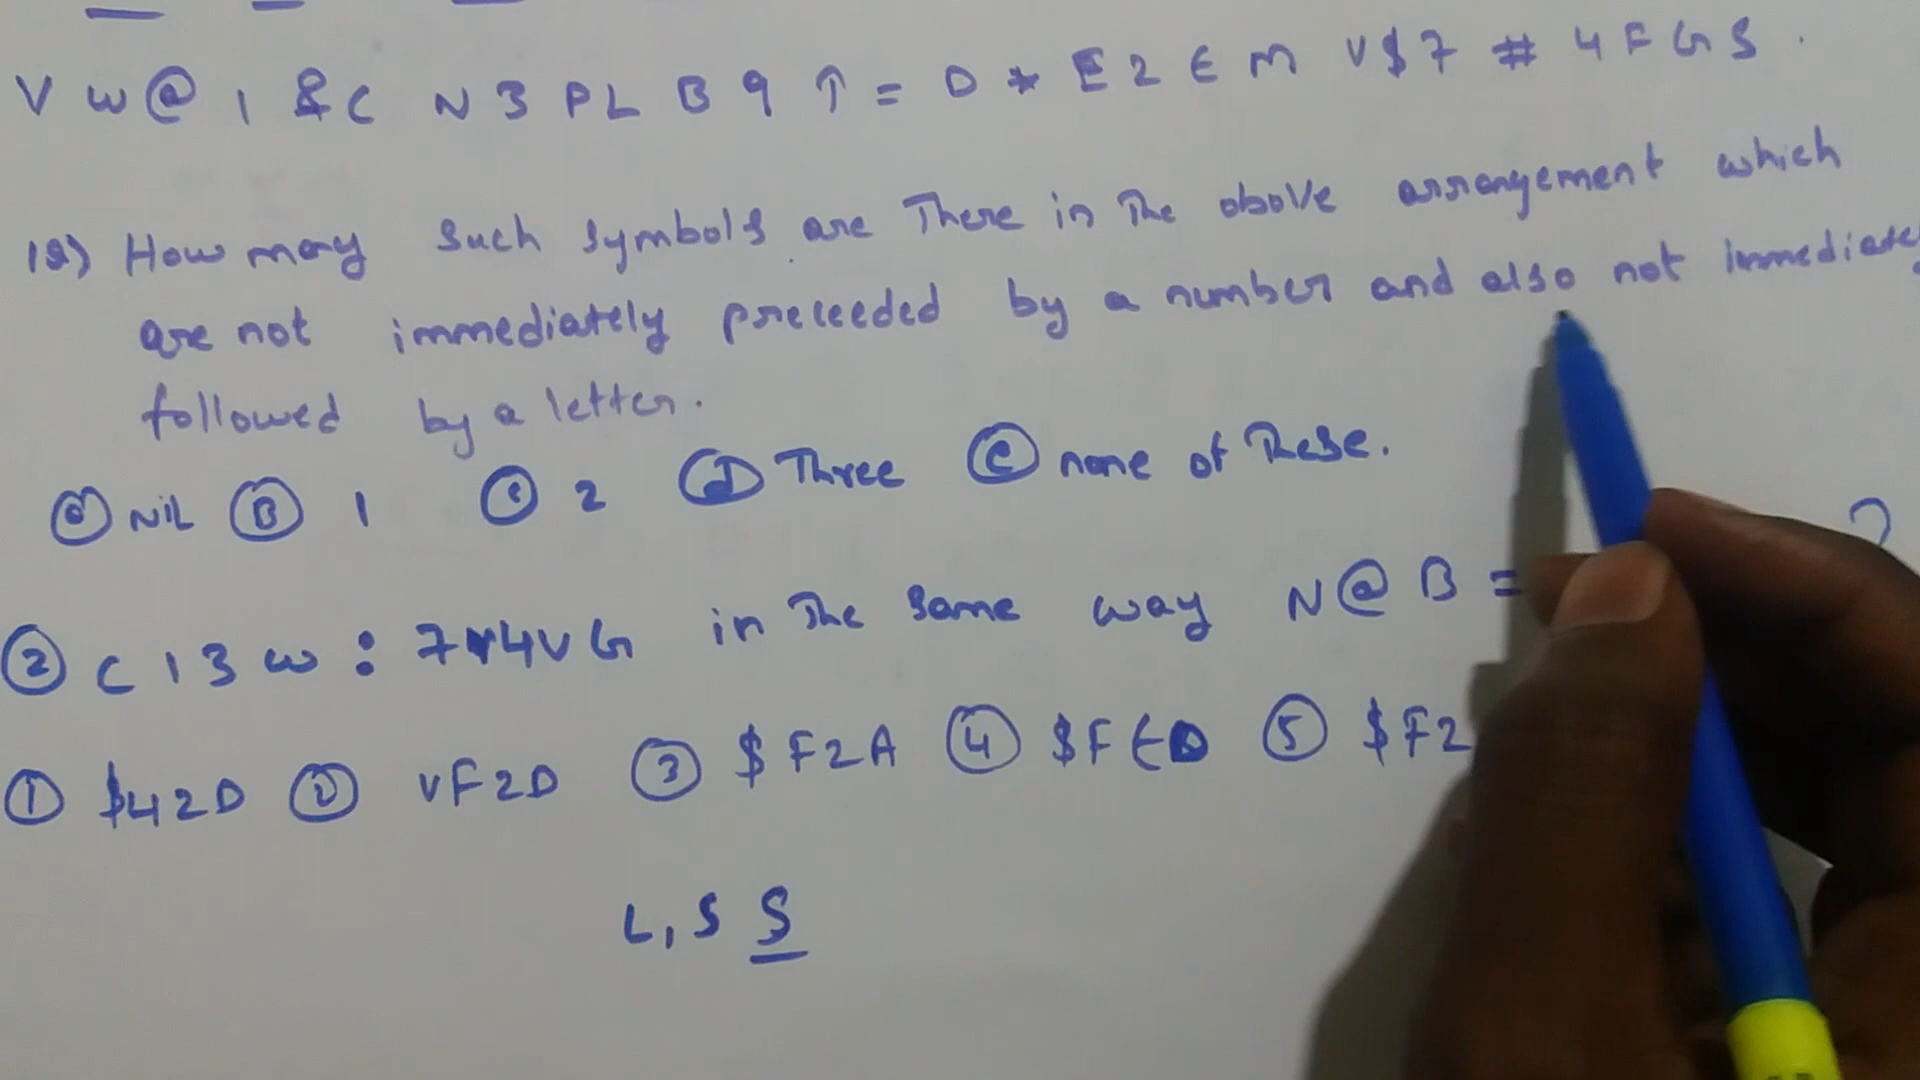 V W @ 1 & C N 3 P L B 9 ↑ = D * E 2 E M V $ 7 # 4 F G S .
12) How many such symbols are There in The above arrangement which
are not immediately preceeded by a number and also not immediately
followed by a letter.
a NiL B 1 c 2 d Three e none of These.
2 C 1 3 W : 7 4 V G in The same way N @ B = ?
1 $42D 2 VF2D 3 $F2A 4 $FED 5 $F2
L, S S